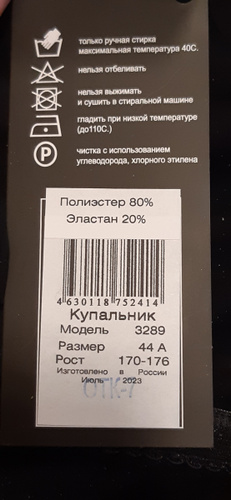 только ручная стирка
максимальная температура 40С.
нельзя отбеливать
нельзя выжимать
и сушить в стиральной машине
гладить при низкой температуре
(до110С.)
P
чистка с использованием
углеводорода, хлорного этилена
Полиэстер 80%
Эластан 20%
4 630118 752414
Купальник
Модель 3289
Размер 44 А
Рост 170-176
Изготовлено в России
Июль 2023
ОТК-7